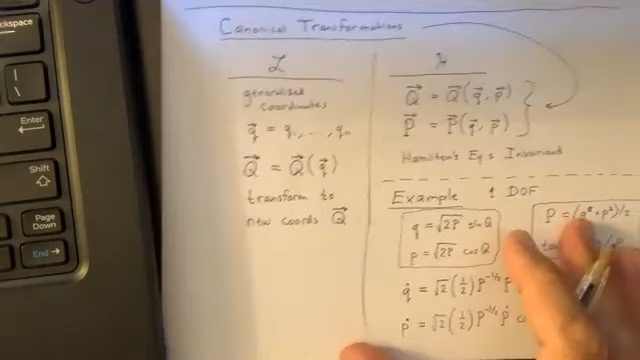 Canonical Transformations
L
generalized
coordinates
q⃗ = q₁, ..., qₙ
Q⃗ = Q⃗(q⃗)
transform to
new coords Q⃗
H
Q⃗ = Q⃗(q⃗, p⃗)
P⃗ = P⃗(q⃗, p⃗)
Hamilton's Eq.s Invariant
Example 1 DOF
q = √2P sin Q
p = √2P cos Q
P = (q² + p²)/2
q̇ = √2 (1/2) P^-1/2
ṗ = √2 (1/2) P^-1/2 Ṗ
Backspace
Enter
Shift
Page
Down
End